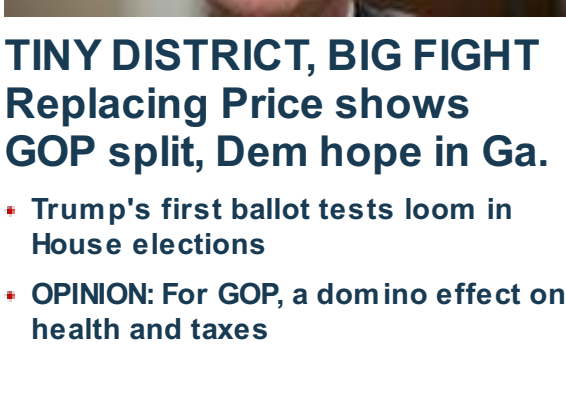 TINY DISTRICT, BIG FIGHT
Replacing Price shows
GOP split, Dem hope in Ga.
Trump's first ballot tests loom in
House elections
OPINION: For GOP, a domino effect on
health and taxes